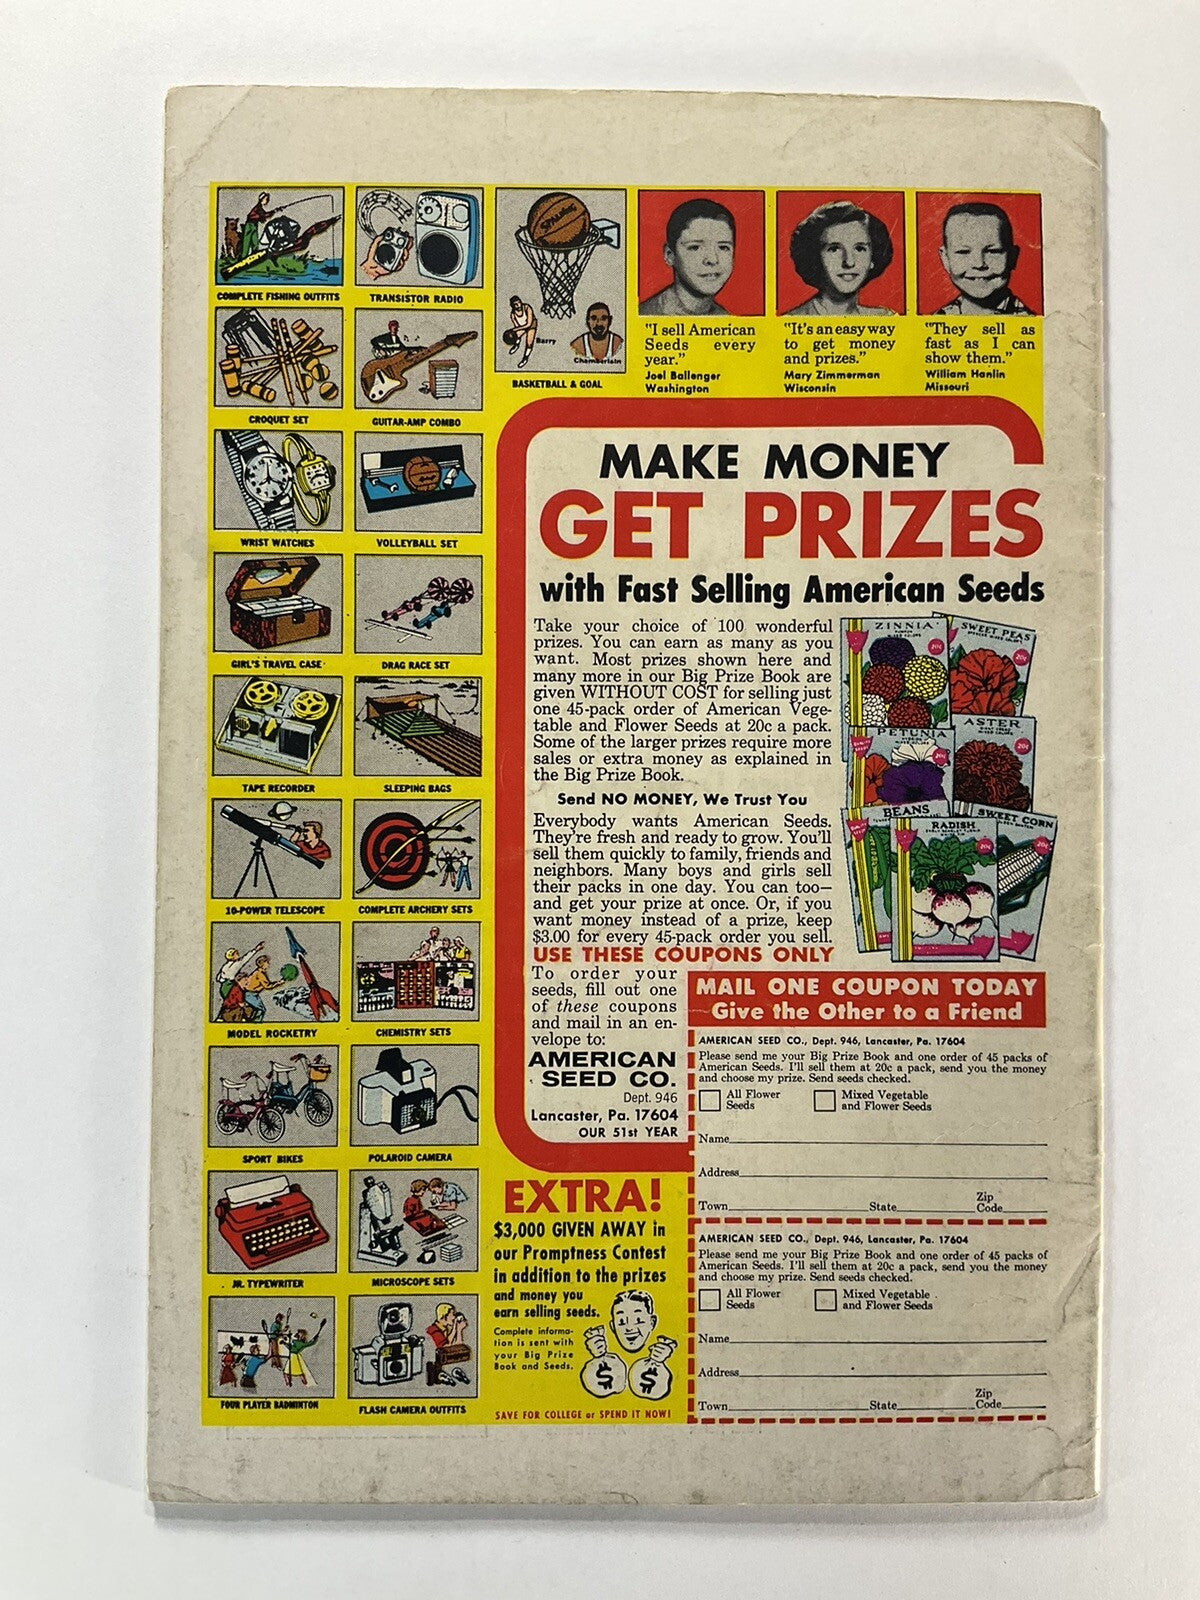 COMPLETE FISHING OUTFITS
TRANSISTOR RADIO
CROQUET SET
GUITAR-AMP COMBO
WRIST WATCHES
VOLLEYBALL SET
GIRL'S TRAVEL CASE
DRAG RACE SET
TAPE RECORDER
SLEEPING BAGS
10-POWER TELESCOPE
COMPLETE ARCHERY SETS
MODEL ROCKETRY
CHEMISTRY SETS
SPORT BIKES
POLAROID CAMERA
JR. TYPEWRITER
MICROSCOPE SETS
FOUR PLAYER BADMINTON
FLASH CAMERA OUTFITS
Spalding
Barry
Chamberlain
BASKETBALL & GOAL
"I sell American
Seeds every
year."
Joel Ballenger
Washington
"It's an easy way
to get money
and prizes."
Mary Zimmerman
Wisconsin
"They sell as
fast as I can
show them."
William Hanlin
Missouri
MAKE MONEY
GET PRIZES
with Fast Selling American Seeds
Take your choice of 100 wonderful
prizes. You can earn as many as you
want. Most prizes shown here and
many more in our Big Prize Book are
given WITHOUT COST for selling just
one 45-pack order of American Vege-
table and Flower Seeds at 20c a pack.
Some of the larger prizes require more
sales or extra money as explained in
the Big Prize Book.
Send NO MONEY, We Trust You
Everybody wants American Seeds.
They're fresh and ready to grow. You'll
sell them quickly to family, friends and
neighbors. Many boys and girls sell
their packs in one day. You can too—
and get your prize at once. Or, if you
want money instead of a prize, keep
$3.00 for every 45-pack order you sell.
USE THESE COUPONS ONLY
To order your
seeds, fill out one
of these coupons
and mail in an en-
velope to:
AMERICAN
SEED CO.
Dept. 946
Lancaster, Pa. 17604
OUR 51st YEAR
ZINNIA
20c
SWEET PEAS
20c
PETUNIA
20c
ASTER
20c
BEANS
RADISH
20c
SWEET CORN
20c
MAIL ONE COUPON TODAY
Give the Other to a Friend
AMERICAN SEED CO., Dept. 946, Lancaster, Pa. 17604
Please send me your Big Prize Book and one order of 45 packs of
American Seeds. I'll sell them at 20c a pack, send you the money
and choose my prize. Send seeds checked.
All Flower Seeds
Mixed Vegetable and Flower Seeds
Name
Address
Town State Zip Code
AMERICAN SEED CO., Dept. 946, Lancaster, Pa. 17604
Please send me your Big Prize Book and one order of 45 packs of
American Seeds. I'll sell them at 20c a pack, send you the money
and choose my prize. Send seeds checked.
All Flower Seeds
Mixed Vegetable and Flower Seeds
Name
Address
Town State Zip Code
EXTRA!
$3,000 GIVEN AWAY in
our Promptness Contest
in addition to the prizes
and money you
earn selling seeds.
Complete informa-
tion is sent with
your Big Prize
Book and Seeds.
$ $
SAVE FOR COLLEGE or SPEND IT NOW!